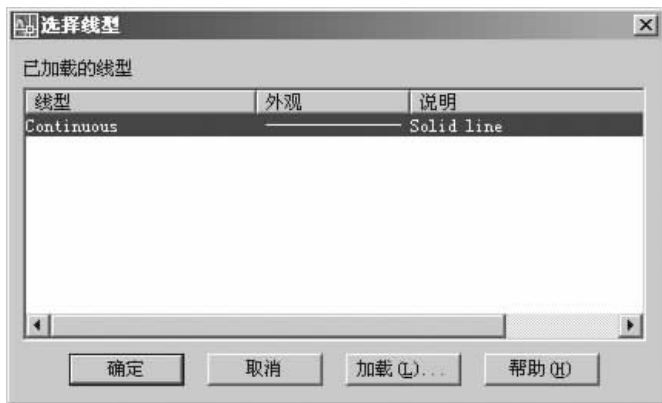 选择线型
已加载的线型
线型 外观 说明
Continuous Solid line
确定 取消 加载(L)... 帮助(H)